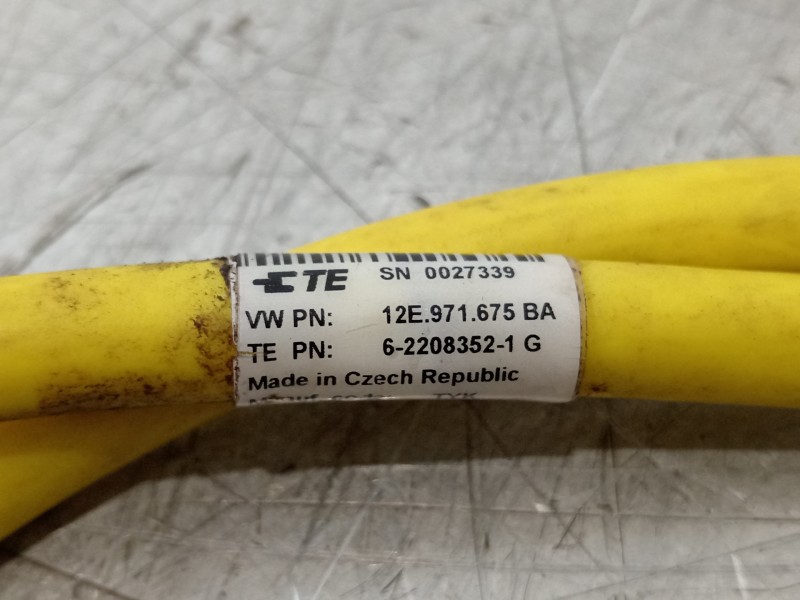 TE SN 0027339
VW PN: 12E.971.675 BA
TE PN: 6-2208352-1 G
Made in Czech Republic